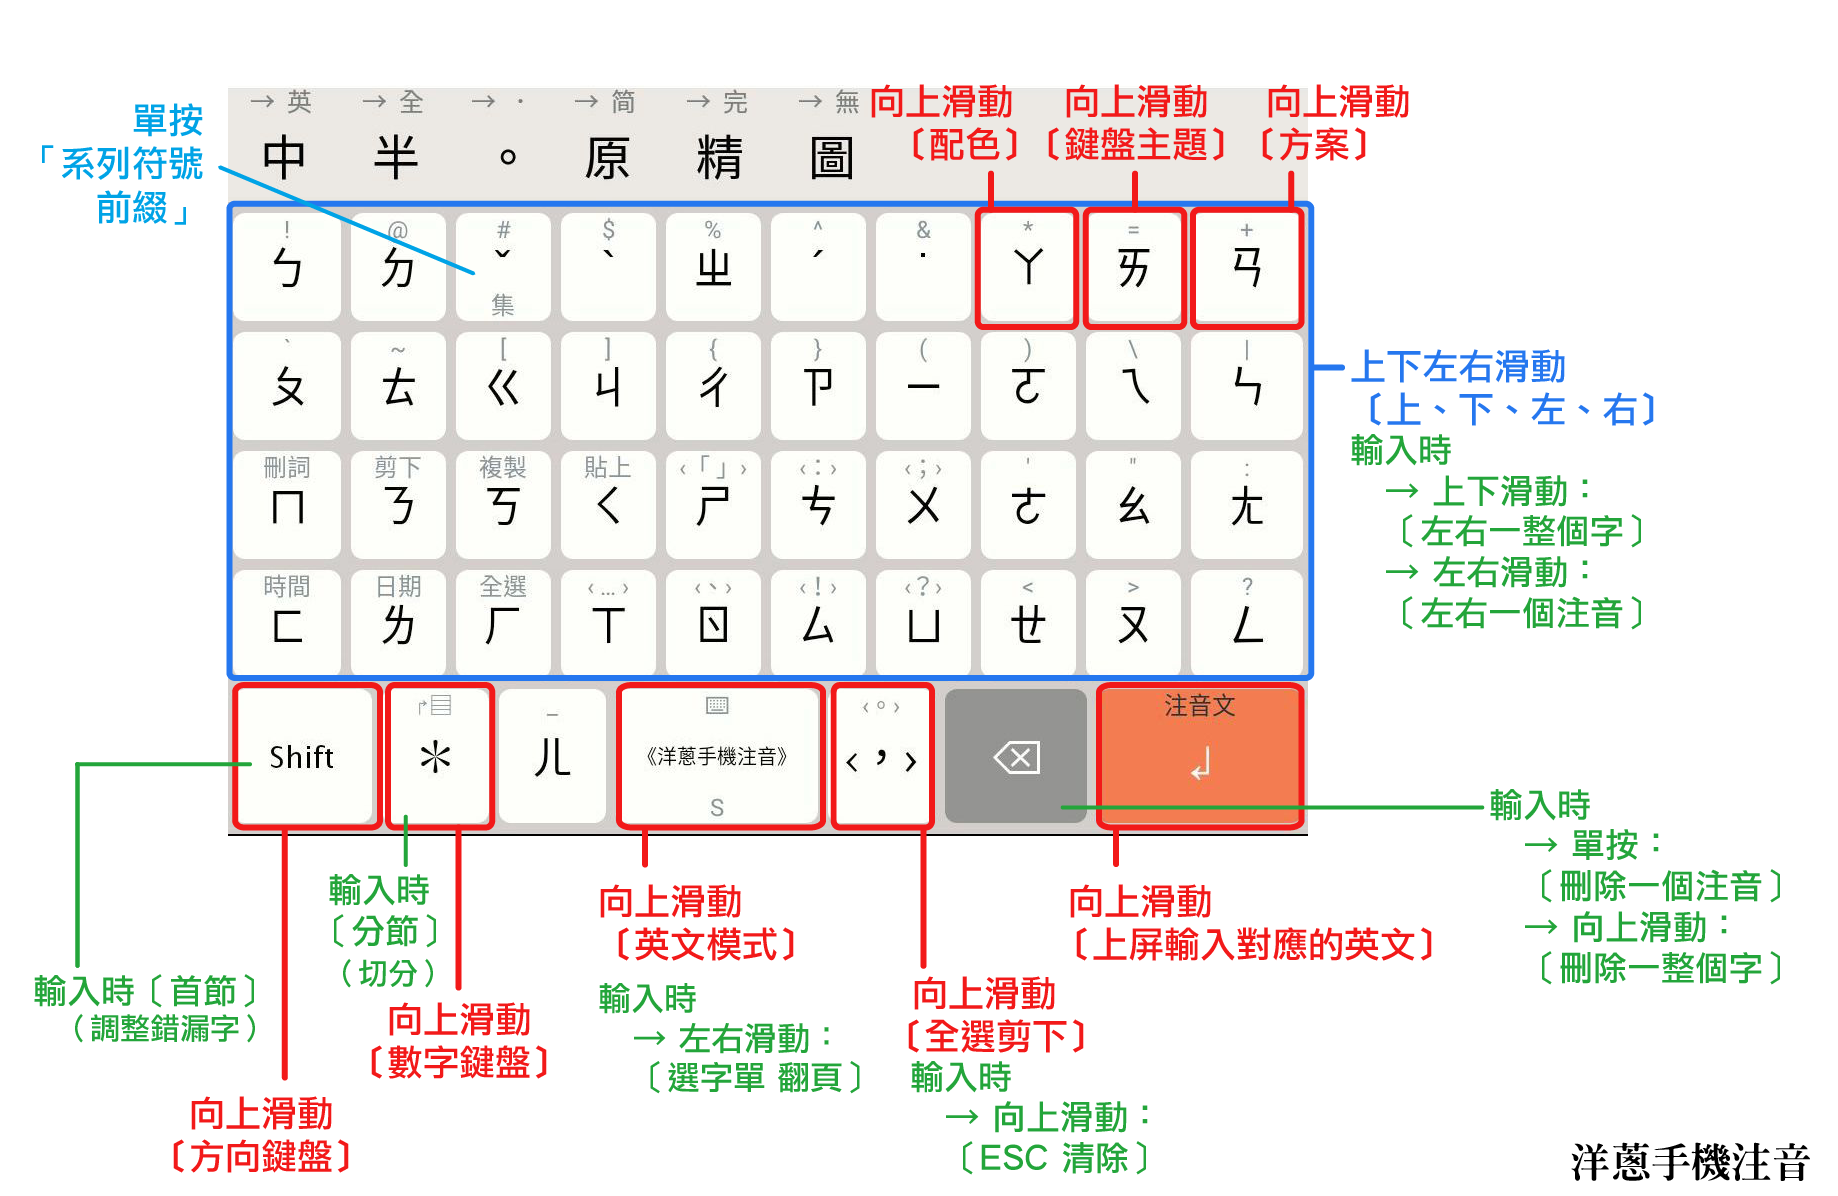 → 英 → 全 → · → 简 → 完 → 無
中 半 。 原 精 圖
單按
「系列符號
前綴」
向上滑動
〔配色〕
向上滑動
〔鍵盤主題〕
向上滑動
〔方案〕
! @ # $ % ^ & * = +
ㄅ ㄉ ˇ ˋ ㄓ ˊ ˙ ㄚ ㄞ ㄢ
集
` ~ [ ] { } ( ) \ |
ㄆ ㄊ ㄍ ㄐ ㄔ ㄗ ㄧ ㄛ ㄟ ㄣ
刪詞 剪下 複製 貼上 ‹「」› ‹：› ‹；› ' " :
ㄇ ㄋ ㄎ ㄑ ㄕ ㄘ ㄨ ㄜ ㄠ ㄤ
時間 日期 全選 ‹…› ‹、› ‹！› ‹？› < > ?
ㄈ ㄌ ㄏ ㄒ ㄖ ㄙ ㄩ ㄝ ㄡ ㄥ
_ ‹。› 注音文
Shift ＊ ㄦ 《洋蔥手機注音》 ‹，›
S
上下左右滑動
〔上、下、左、右〕
輸入時
→ 上下滑動：
〔左右一整個字〕
→ 左右滑動：
〔左右一個注音〕
輸入時
→ 單按：
〔刪除一個注音〕
→ 向上滑動：
〔刪除一整個字〕
輸入時〔首節〕
（調整錯漏字）
向上滑動
〔方向鍵盤〕
輸入時
〔分節〕
（切分）
向上滑動
〔數字鍵盤〕
向上滑動
〔英文模式〕
輸入時
→ 左右滑動：
〔選字單 翻頁〕
向上滑動
〔全選剪下〕
輸入時
→ 向上滑動：
〔ESC 清除〕
向上滑動
〔上屏輸入對應的英文〕
洋蔥手機注音